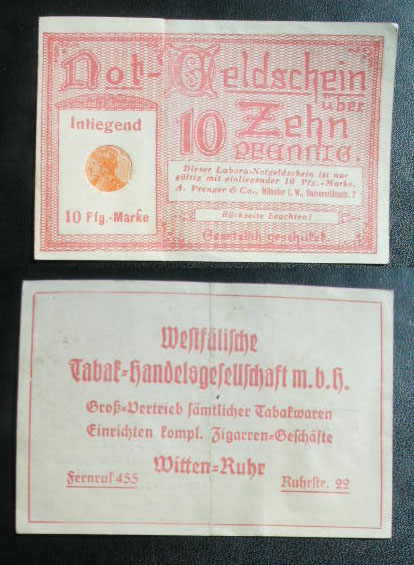 Not-Geldschein
über
10 Zehn
PFENNIG.
Inliegend
10 Pfg.-Marke
Dieser Labora-Notgeldschein ist nur
gültig mit einliegender 10 Pfg.-Marke.
A. Prenger & Co., Münster i. W., Universitätsstr. 7
Rückseite beachten!
Gesetzlich geschützt.
Westfälische
Tabak-Handelsgesellschaft m. b. H.
Groß-Vertrieb sämtlicher Tabakwaren
Einrichten kompl. Zigarren-Geschäfte
Witten-Ruhr
Fernruf 455 Ruhrstr. 22